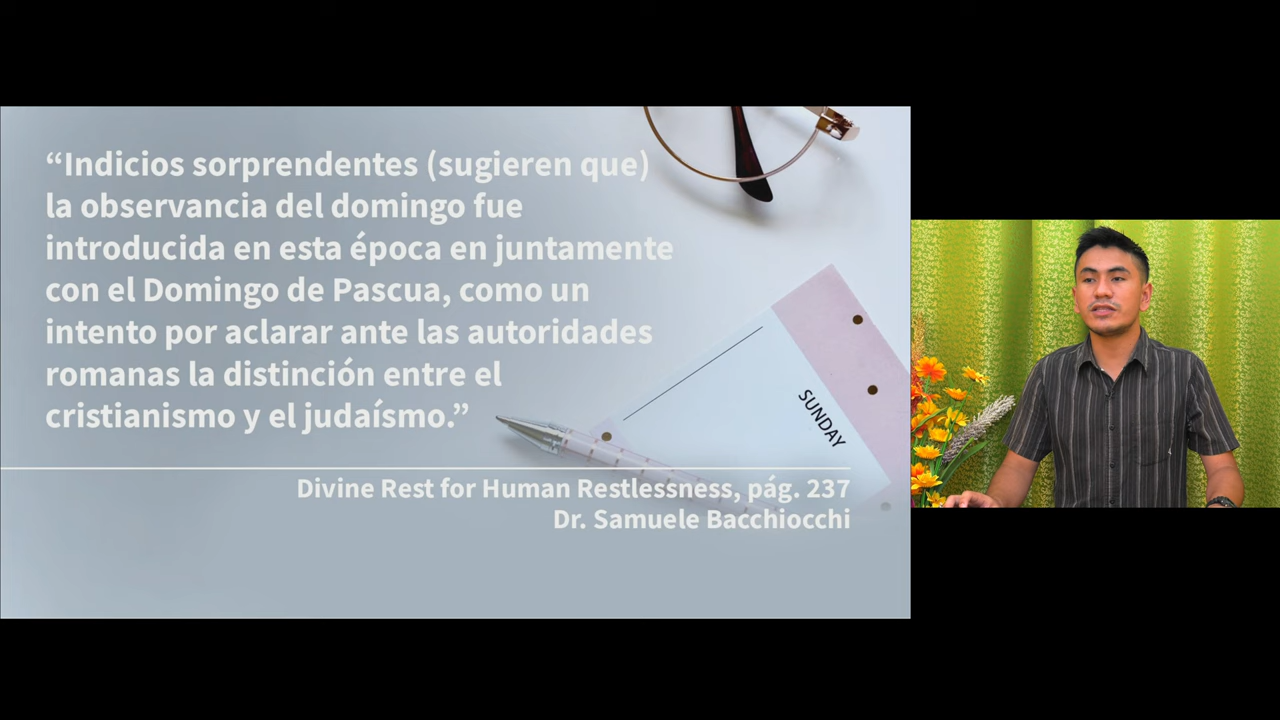 “Indicios sorprendentes (sugieren que)
la observancia del domingo fue
introducida en esta época en juntamente
con el Domingo de Pascua, como un
intento por aclarar ante las autoridades
romanas la distinción entre el
cristianismo y el judaísmo.”
SUNDAY
Divine Rest for Human Restlessness, pág. 237
Dr. Samuele Bacchiocchi